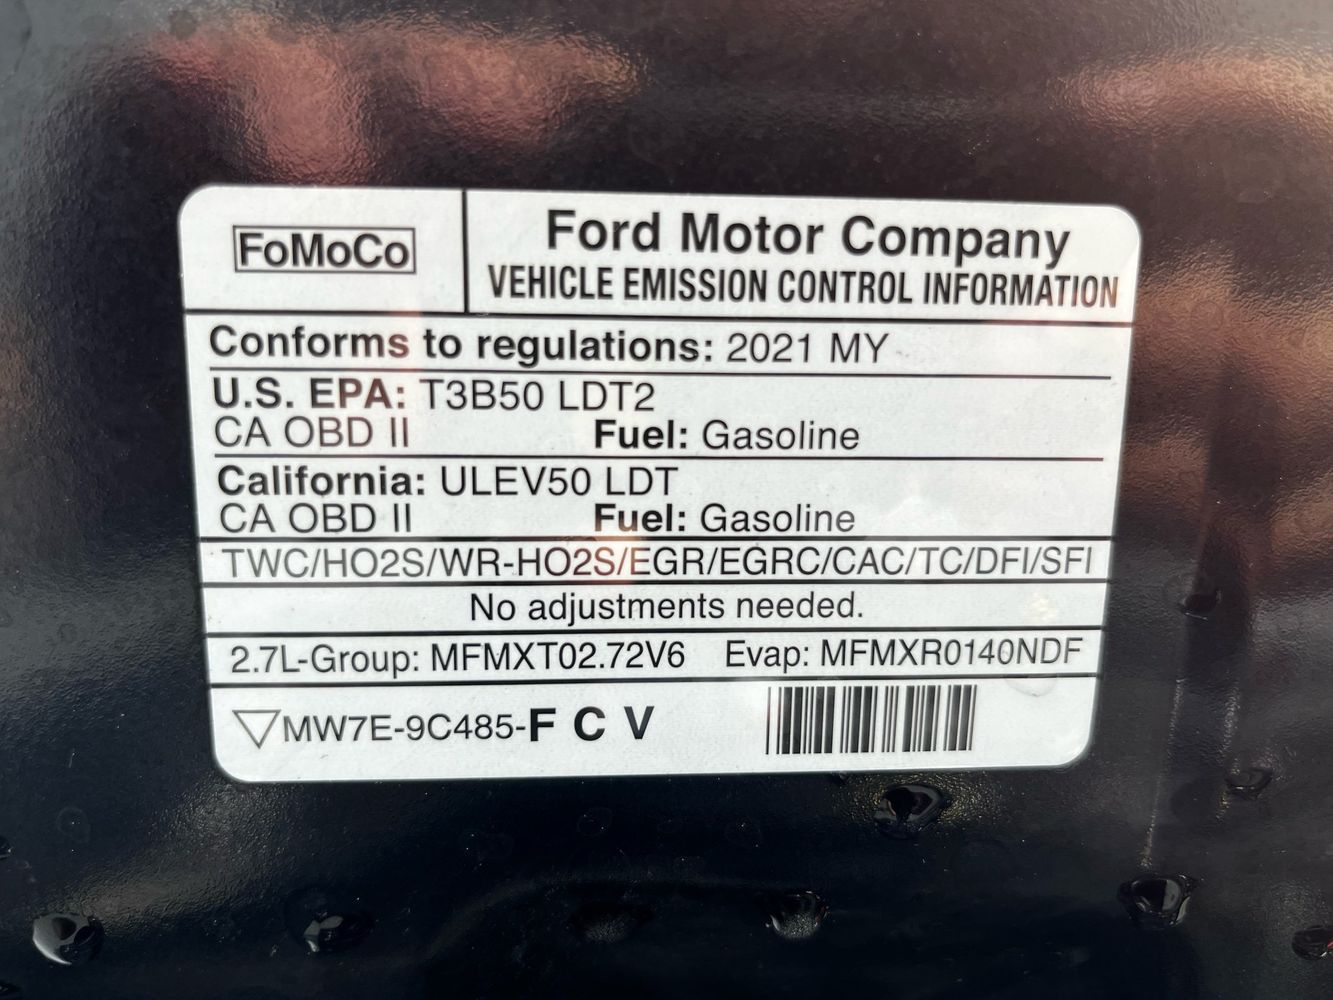 FoMoCo
Ford Motor Company
VEHICLE EMISSION CONTROL INFORMATION
Conforms to regulations: 2021 MY
U.S. EPA: T3B50 LDT2
CA OBD II Fuel: Gasoline
California: ULEV50 LDT
CA OBD II Fuel: Gasoline
TWC/HO2S/WR-HO2S/EGR/EGRC/CAC/TC/DFI/SFI
No adjustments needed.
2.7L-Group: MFMXT02.72V6 Evap: MFMXR0140NDF
MW7E-9C485-F C V